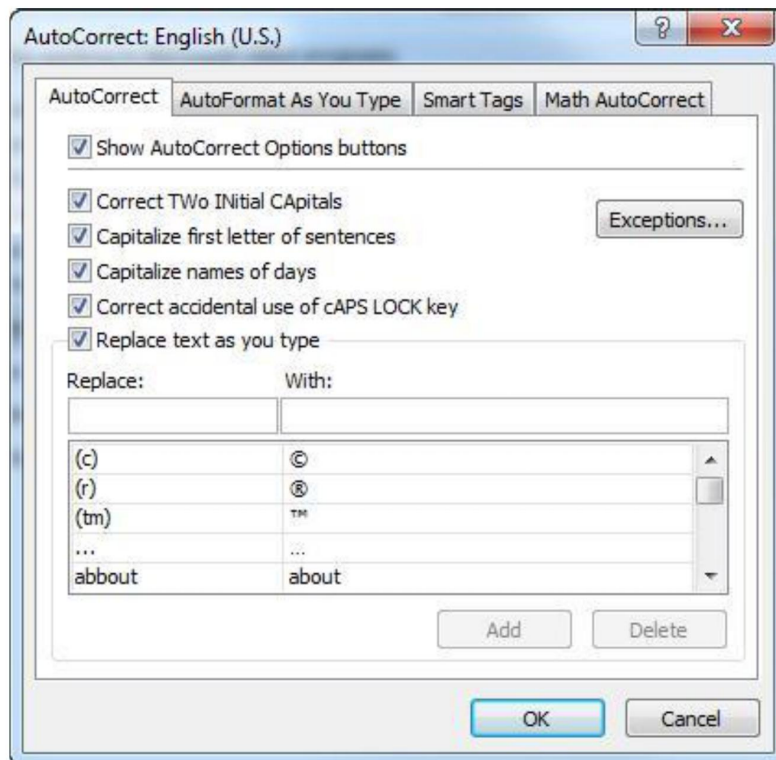 AutoCorrect: English (U.S.)
AutoCorrect AutoFormat As You Type Smart Tags Math AutoCorrect
Show AutoCorrect Options buttons
Correct TWo INitial CApitals
Exceptions...
Capitalize first letter of sentences
Capitalize names of days
Correct accidental use of cAPS LOCK key
Replace text as you type
Replace: With:
(c) ©
(r) ®
(tm) ™
... …
abbout about
Add Delete
OK Cancel